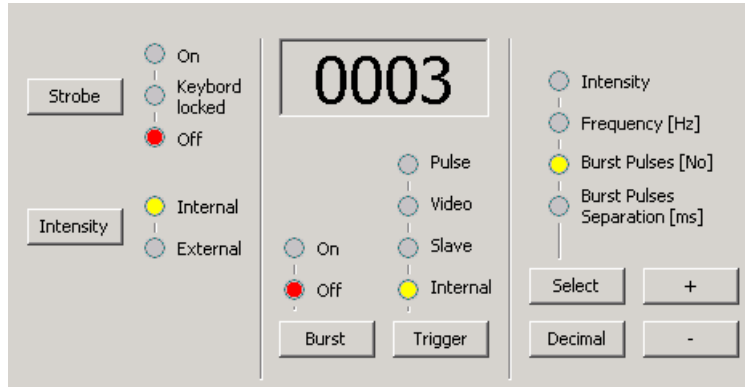 Strobe
On
Keybord
locked
Off
Intensity
Internal
External
0003
Pulse
Video
Slave
Internal
On
Off
Burst
Trigger
Intensity
Frequency [Hz]
Burst Pulses [No]
Burst Pulses
Separation [ms]
Select
+
Decimal
-